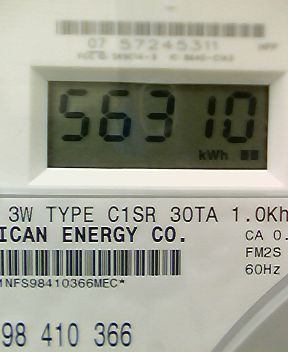 07 57245311
56310
kWh
3W TYPE C1SR 30TA 1.0Kh
ICAN ENERGY CO.
CA 0.
FM2S
60Hz
NFS98410366MEC*
98 410 366